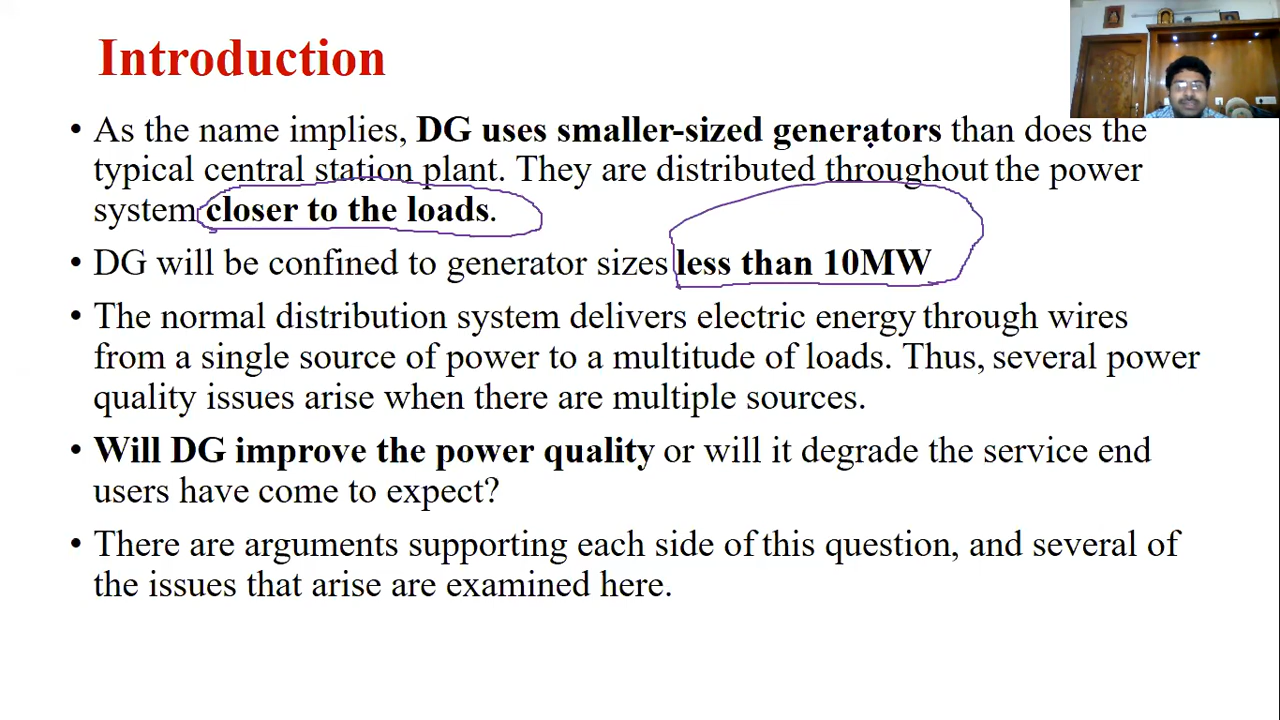 Introduction
• As the name implies, DG uses smaller-sized generators than does the
typical central station plant. They are distributed throughout the power
system closer to the loads.
• DG will be confined to generator sizes less than 10MW
• The normal distribution system delivers electric energy through wires
from a single source of power to a multitude of loads. Thus, several power
quality issues arise when there are multiple sources.
• Will DG improve the power quality or will it degrade the service end
users have come to expect?
• There are arguments supporting each side of this question, and several of
the issues that arise are examined here.